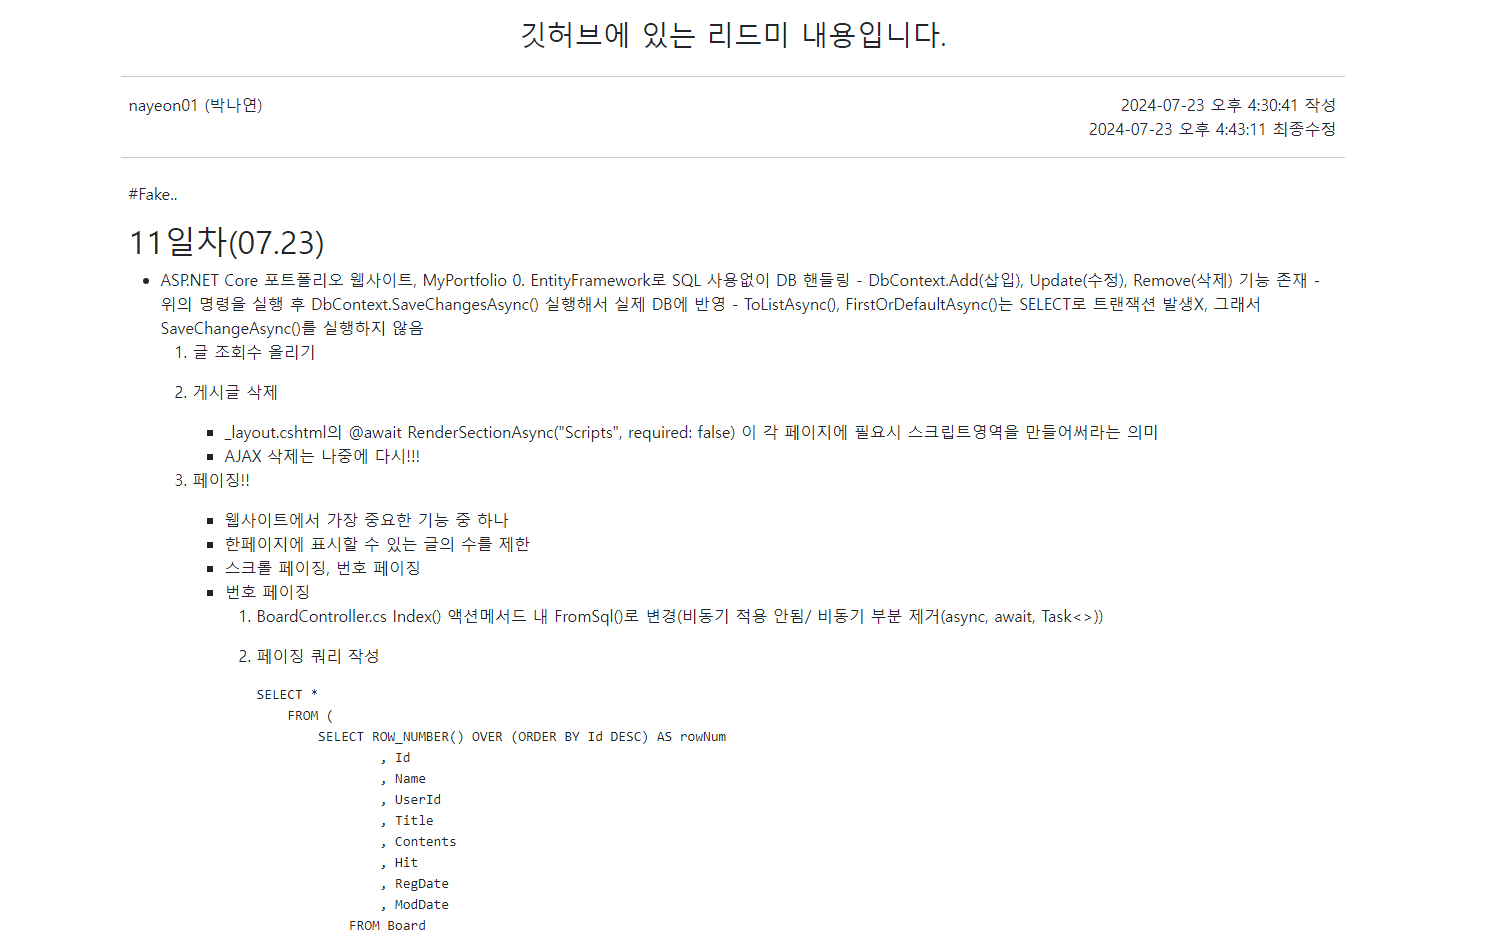 깃허브에 있는 리드미 내용입니다.
nayeon01 (박나연)
2024-07-23 오후 4:30:41 작성
2024-07-23 오후 4:43:11 최종수정
#Fake..
11일차(07.23)
• ASP.NET Core 포트폴리오 웹사이트, MyPortfolio 0. EntityFramework로 SQL 사용없이 DB 핸들링 - DbContext.Add(삽입), Update(수정), Remove(삭제) 기능 존재 -
위의 명령을 실행 후 DbContext.SaveChangesAsync() 실행해서 실제 DB에 반영 - ToListAsync(), FirstOrDefaultAsync()는 SELECT로 트랜잭션 발생X, 그래서
SaveChangeAsync()를 실행하지 않음
1. 글 조회수 올리기
2. 게시글 삭제
▪ _layout.cshtml의 @await RenderSectionAsync("Scripts", required: false) 이 각 페이지에 필요시 스크립트영역을 만들어써라는 의미
▪ AJAX 삭제는 나중에 다시!!!
3. 페이징!!
▪ 웹사이트에서 가장 중요한 기능 중 하나
▪ 한페이지에 표시할 수 있는 글의 수를 제한
▪ 스크롤 페이징, 번호 페이징
▪ 번호 페이징
1. BoardController.cs Index() 액션메서드 내 FromSql()로 변경(비동기 적용 안됨/ 비동기 부분 제거(async, await, Task<>))
2. 페이징 쿼리 작성
SELECT *
FROM (
SELECT ROW_NUMBER() OVER (ORDER BY Id DESC) AS rowNum
, Id
, Name
, UserId
, Title
, Contents
, Hit
, RegDate
, ModDate
FROM Board